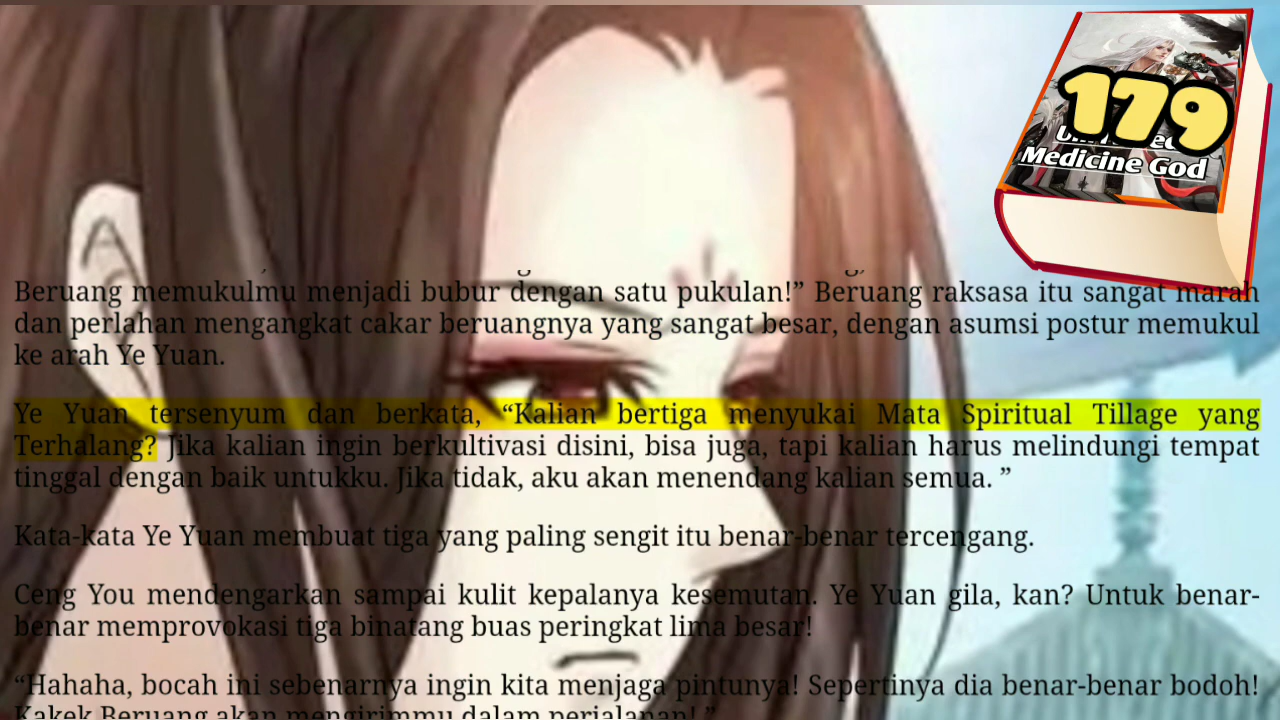 179
Medicine God
Beruang memukulmu menjadi bubur dengan satu pukulan!” Beruang raksasa itu sangat marah
dan perlahan mengangkat cakar beruangnya yang sangat besar, dengan asumsi postur memukul
ke arah Ye Yuan.
Ye Yuan tersenyum dan berkata, “Kalian bertiga menyukai Mata Spiritual Tillage yang
Terhalang? Jika kalian ingin berkultivasi disini, bisa juga, tapi kalian harus melindungi tempat
tinggal dengan baik untukku. Jika tidak, aku akan menendang kalian semua. ”
Kata-kata Ye Yuan membuat tiga yang paling sengit itu benar-benar tercengang.
Ceng You mendengarkan sampai kulit kepalanya kesemutan. Ye Yuan gila, kan? Untuk benar-
benar memprovokasi tiga binatang buas peringkat lima besar!
“Hahaha, bocah ini sebenarnya ingin kita menjaga pintunya! Sepertinya dia benar-benar bodoh!
Kakek Beruang akan mengirimmu dalam perjalanan! ”